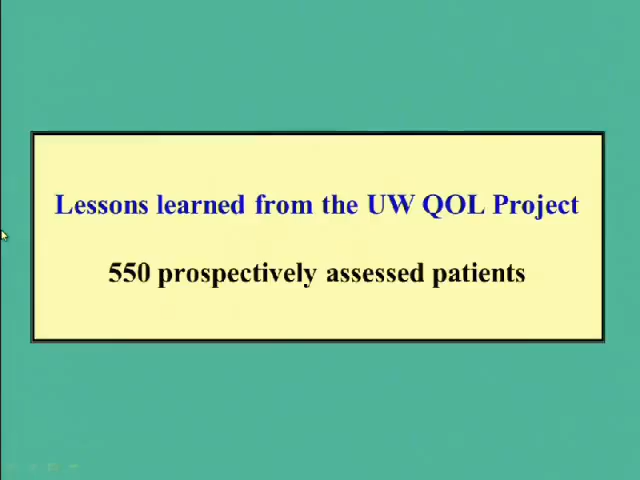 Lessons learned from the UW QOL Project
550 prospectively assessed patients